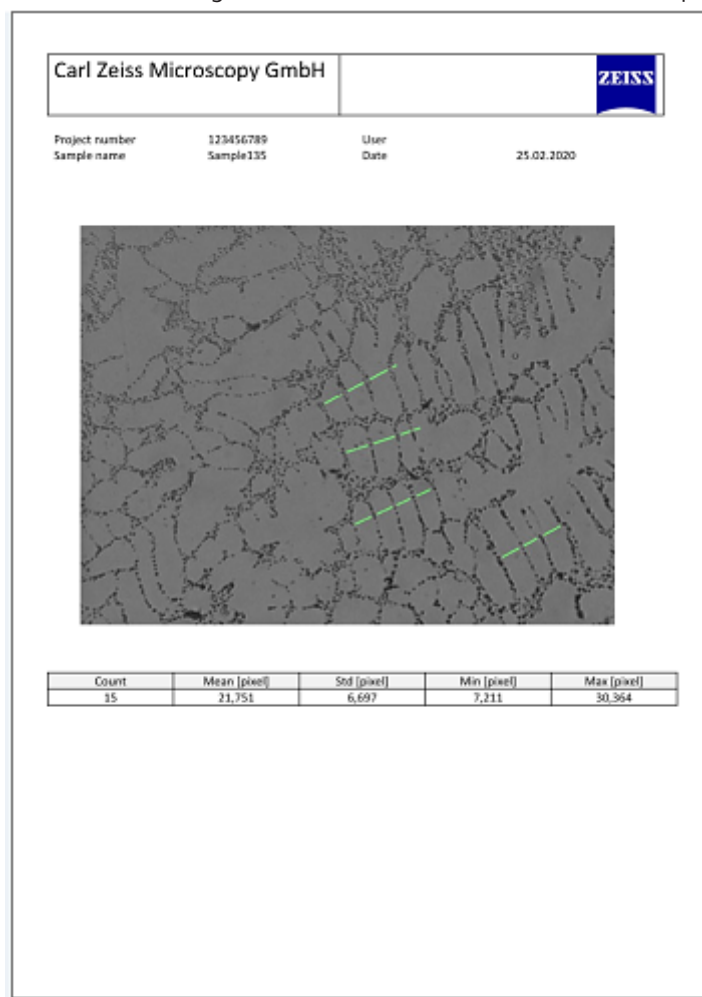 Carl Zeiss Microscopy GmbH
ZEISS
Project number 123456789 User
Sample name Sample135 Date 25.02.2020
Count Mean [pixel] Std [pixel] Min [pixel] Max [pixel]
15 21,751 6,697 7,211 30,364